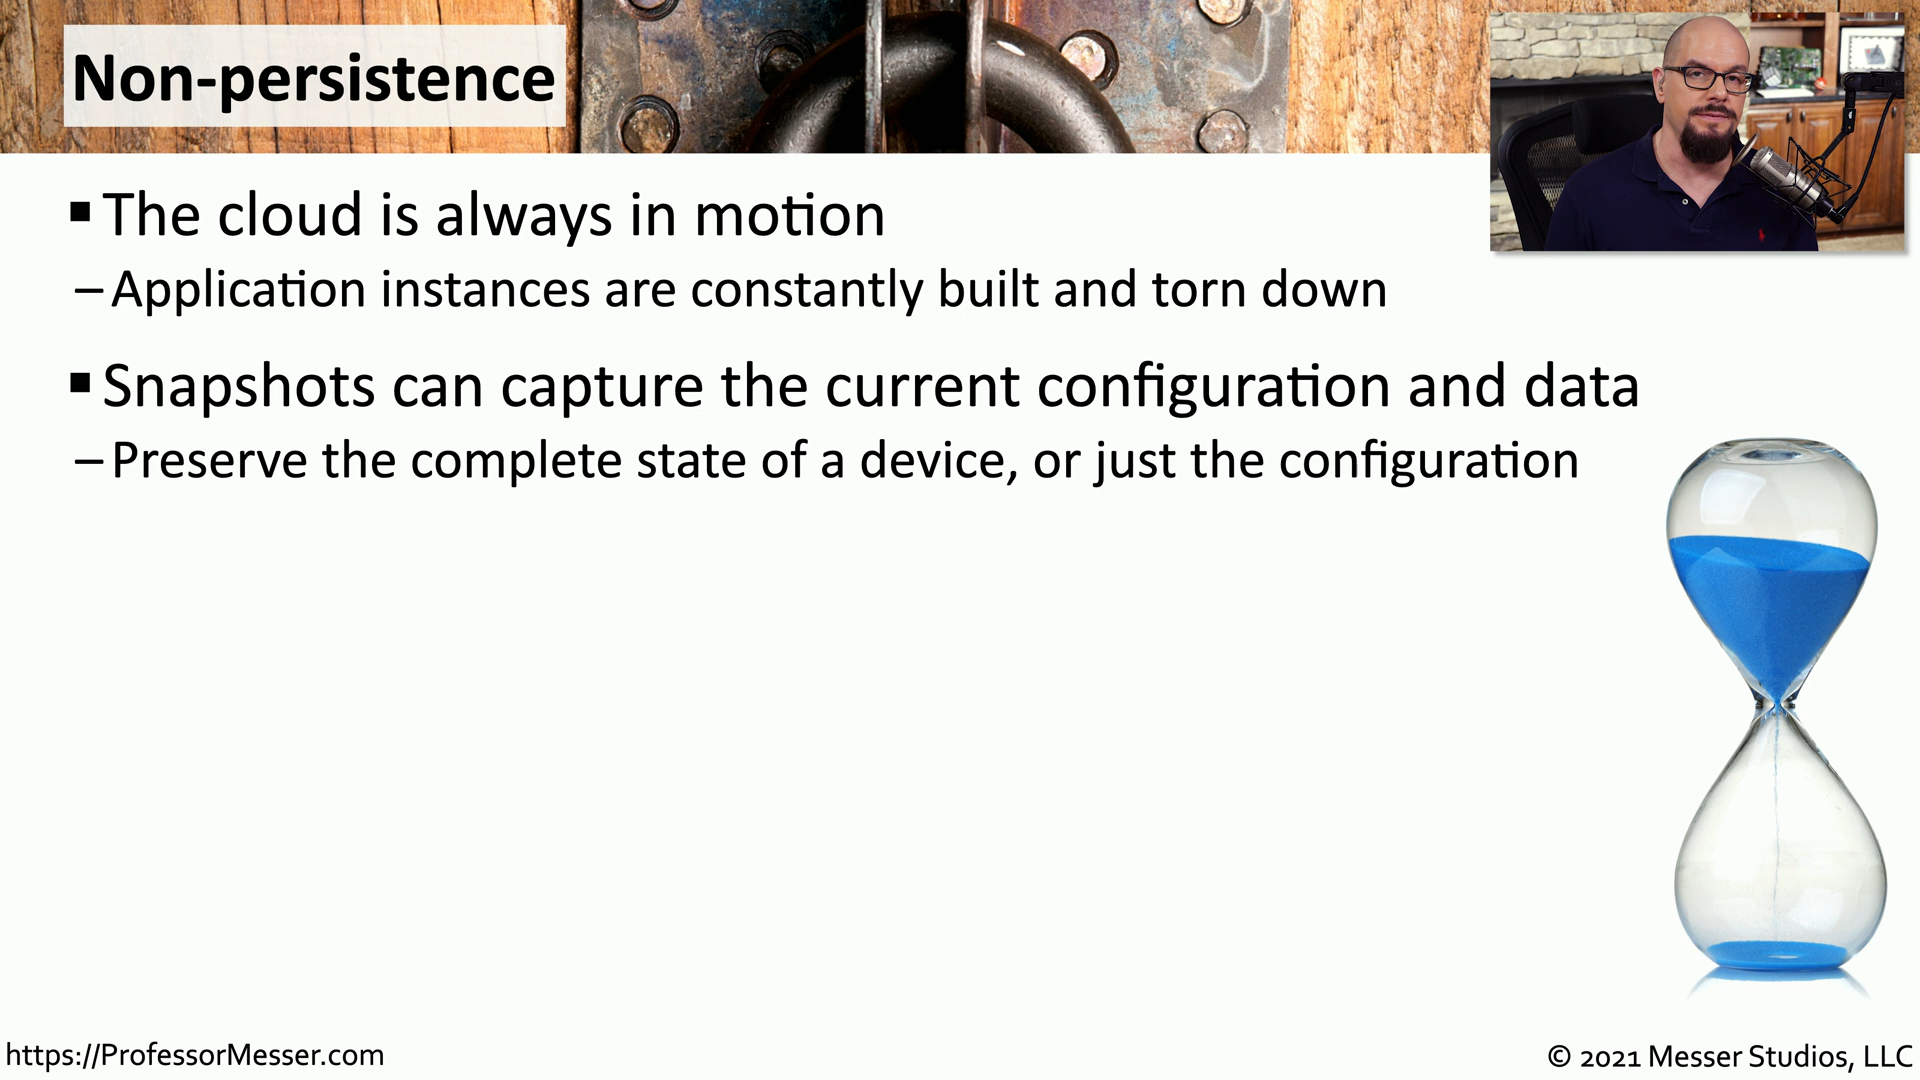 Non-persistence
▪ The cloud is always in motion
– Application instances are constantly built and torn down
▪ Snapshots can capture the current configuration and data
– Preserve the complete state of a device, or just the configuration
https://ProfessorMesser.com
© 2021 Messer Studios, LLC